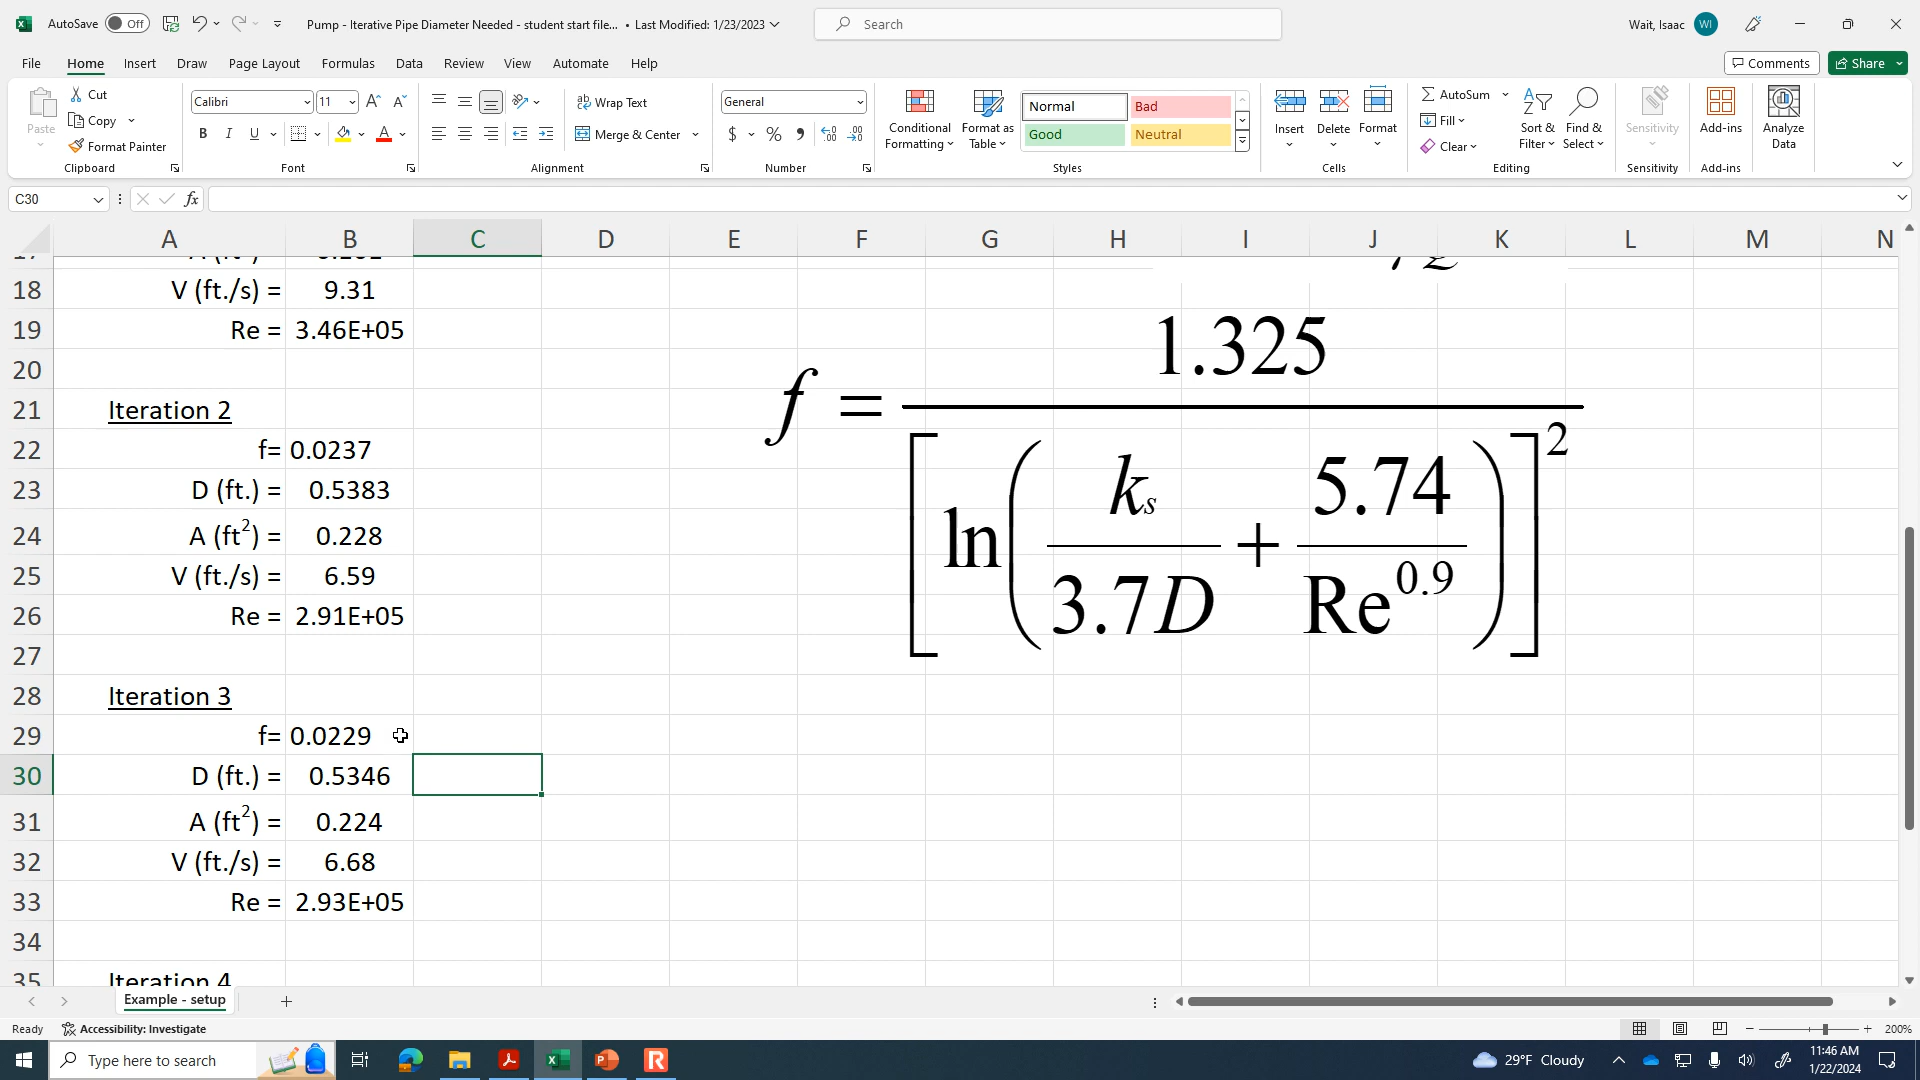 AutoSave Off Pump - Iterative Pipe Diameter Needed - student start file... • Last Modified: 1/23/2023 Search Wait, Isaac WI
File Home Insert Draw Page Layout Formulas Data Review View Automate Help Comments Share
Paste Cut Copy Format Painter Clipboard
Calibri 11 B I U Font
Wrap Text Merge & Center Alignment
General $ % , Number
Conditional Formatting Format as Table Normal Bad Good Neutral Styles
Insert Delete Format Cells
AutoSum Fill Clear Sort & Filter Find & Select Editing
Sensitivity Sensitivity
Add-ins Add-ins
Analyze Data
C30 fx
A B C D E F G H I J K L M N
18 V (ft./s) = 9.31
19 Re = 3.46E+05
20
21 Iteration 2
22 f= 0.0237
23 D (ft.) = 0.5383
24 A (ft2) = 0.228
25 V (ft./s) = 6.59
26 Re = 2.91E+05
27
28 Iteration 3
29 f= 0.0229
30 D (ft.) = 0.5346
31 A (ft2) = 0.224
32 V (ft./s) = 6.68
33 Re = 2.93E+05
34
35 Iteration 4
1.325
f =
[ln(ks/3.7D + 5.74/Re0.9)]2
Example - setup
Ready Accessibility: Investigate 200%
Type here to search 29°F Cloudy 11:46 AM
1/22/2024